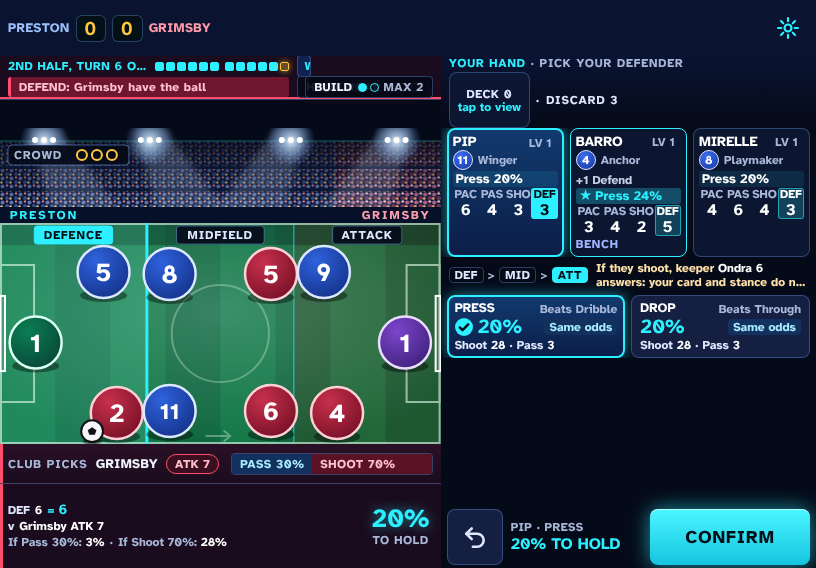 PRESTON 0 0 GRIMSBY
2ND HALF, TURN 6 O...
DEFEND: Grimsby have the ball
BUILD MAX 2
CROWD
PRESTON GRIMSBY
DEFENCE MIDFIELD ATTACK
5 8 5 9
1 1
2 11 6 4
CLUB PICKS GRIMSBY ATK 7 PASS 30% SHOOT 70%
DEF 6 = 6
v Grimsby ATK 7
If Pass 30%: 3% · If Shoot 70%: 28%
20%
TO HOLD
YOUR HAND · PICK YOUR DEFENDER
DECK 0
tap to view
· DISCARD 3
PIP LV 1
11 Winger
Press 20%
PAC PAS SHO DEF
6 4 3 3
BARRO LV 1
4 Anchor
+1 Defend
★ Press 24%
PAC PAS SHO DEF
3 4 2 5
BENCH
MIRELLE LV 1
8 Playmaker
Press 20%
PAC PAS SHO DEF
4 6 4 3
DEF > MID > ATT
If they shoot, keeper Ondra 6
answers: your card and stance do n...
PRESS Beats Dribble
20% Same odds
Shoot 28 · Pass 3
DROP Beats Through
20% Same odds
Shoot 28 · Pass 3
PIP · PRESS
20% TO HOLD
CONFIRM